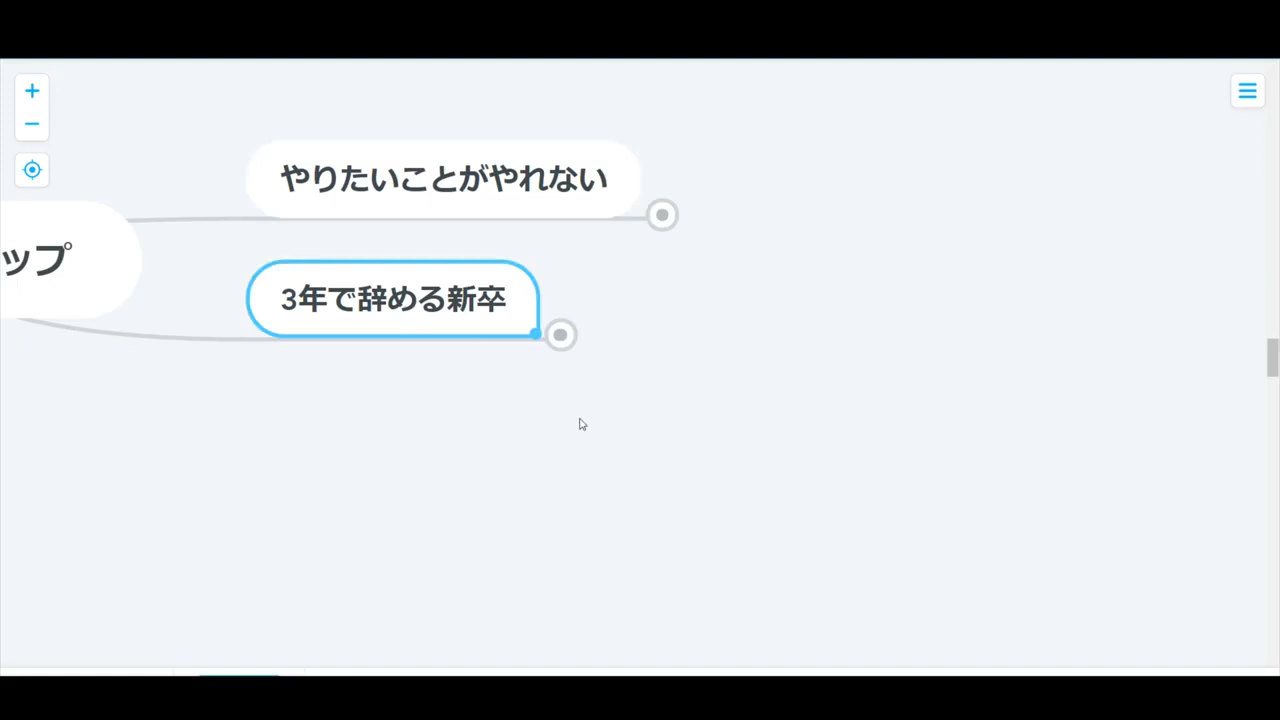 やりたいことがやれない
ップ
3年で辞める新卒